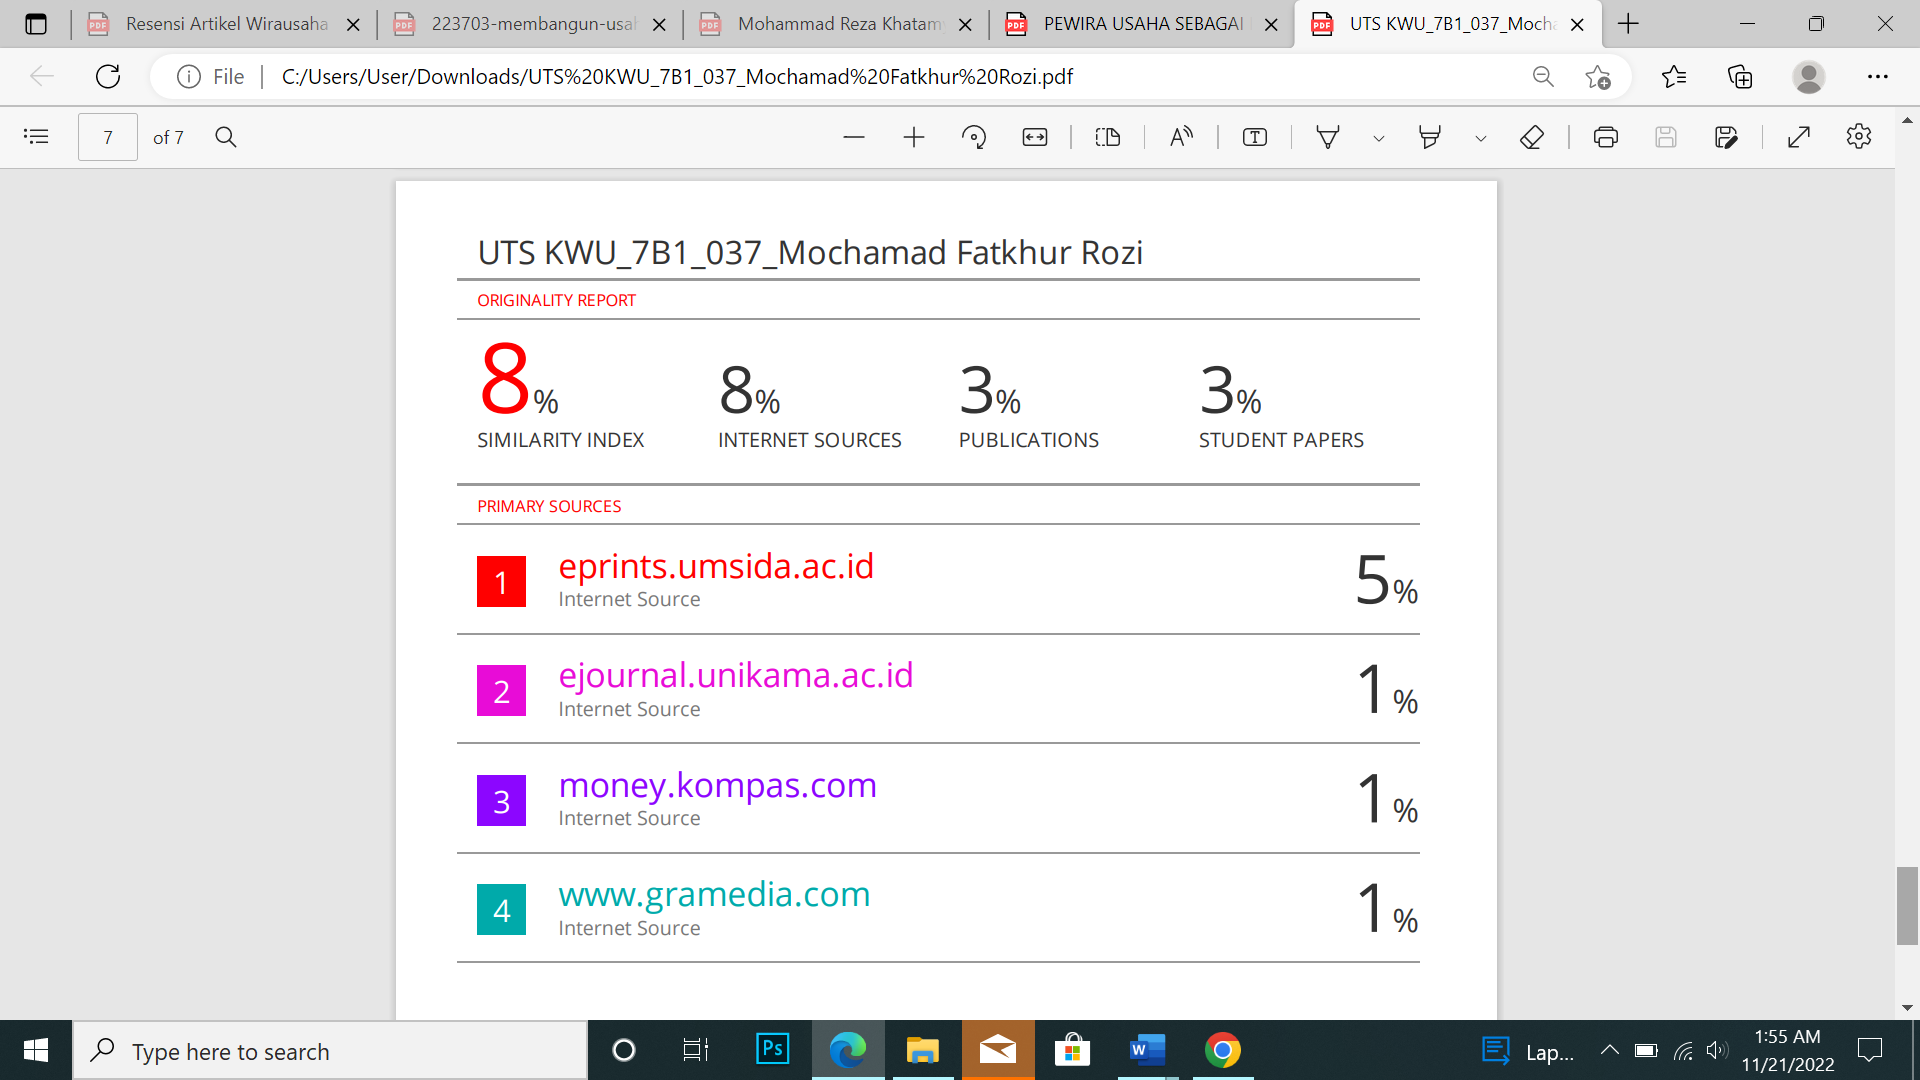 Resensi Artikel Wirausaha
223703-membangun-usah
Mohammad Reza Khatam
PEWIRA USAHA SEBAGAI
UTS KWU_7B1_037_Mocha
File
C:/Users/User/Downloads/UTS%20KWU_7B1_037_Mochamad%20Fatkhur%20Rozi.pdf
7 of 7
UTS KWU_7B1_037_Mochamad Fatkhur Rozi
ORIGINALITY REPORT
8% 8% 3% 3%
SIMILARITY INDEX INTERNET SOURCES PUBLICATIONS STUDENT PAPERS
PRIMARY SOURCES
1 eprints.umsida.ac.id 5%
Internet Source
2 ejournal.unikama.ac.id 1%
Internet Source
3 money.kompas.com 1%
Internet Source
4 www.gramedia.com 1%
Internet Source
Type here to search
Ps
Lap...
1:55 AM
11/21/2022